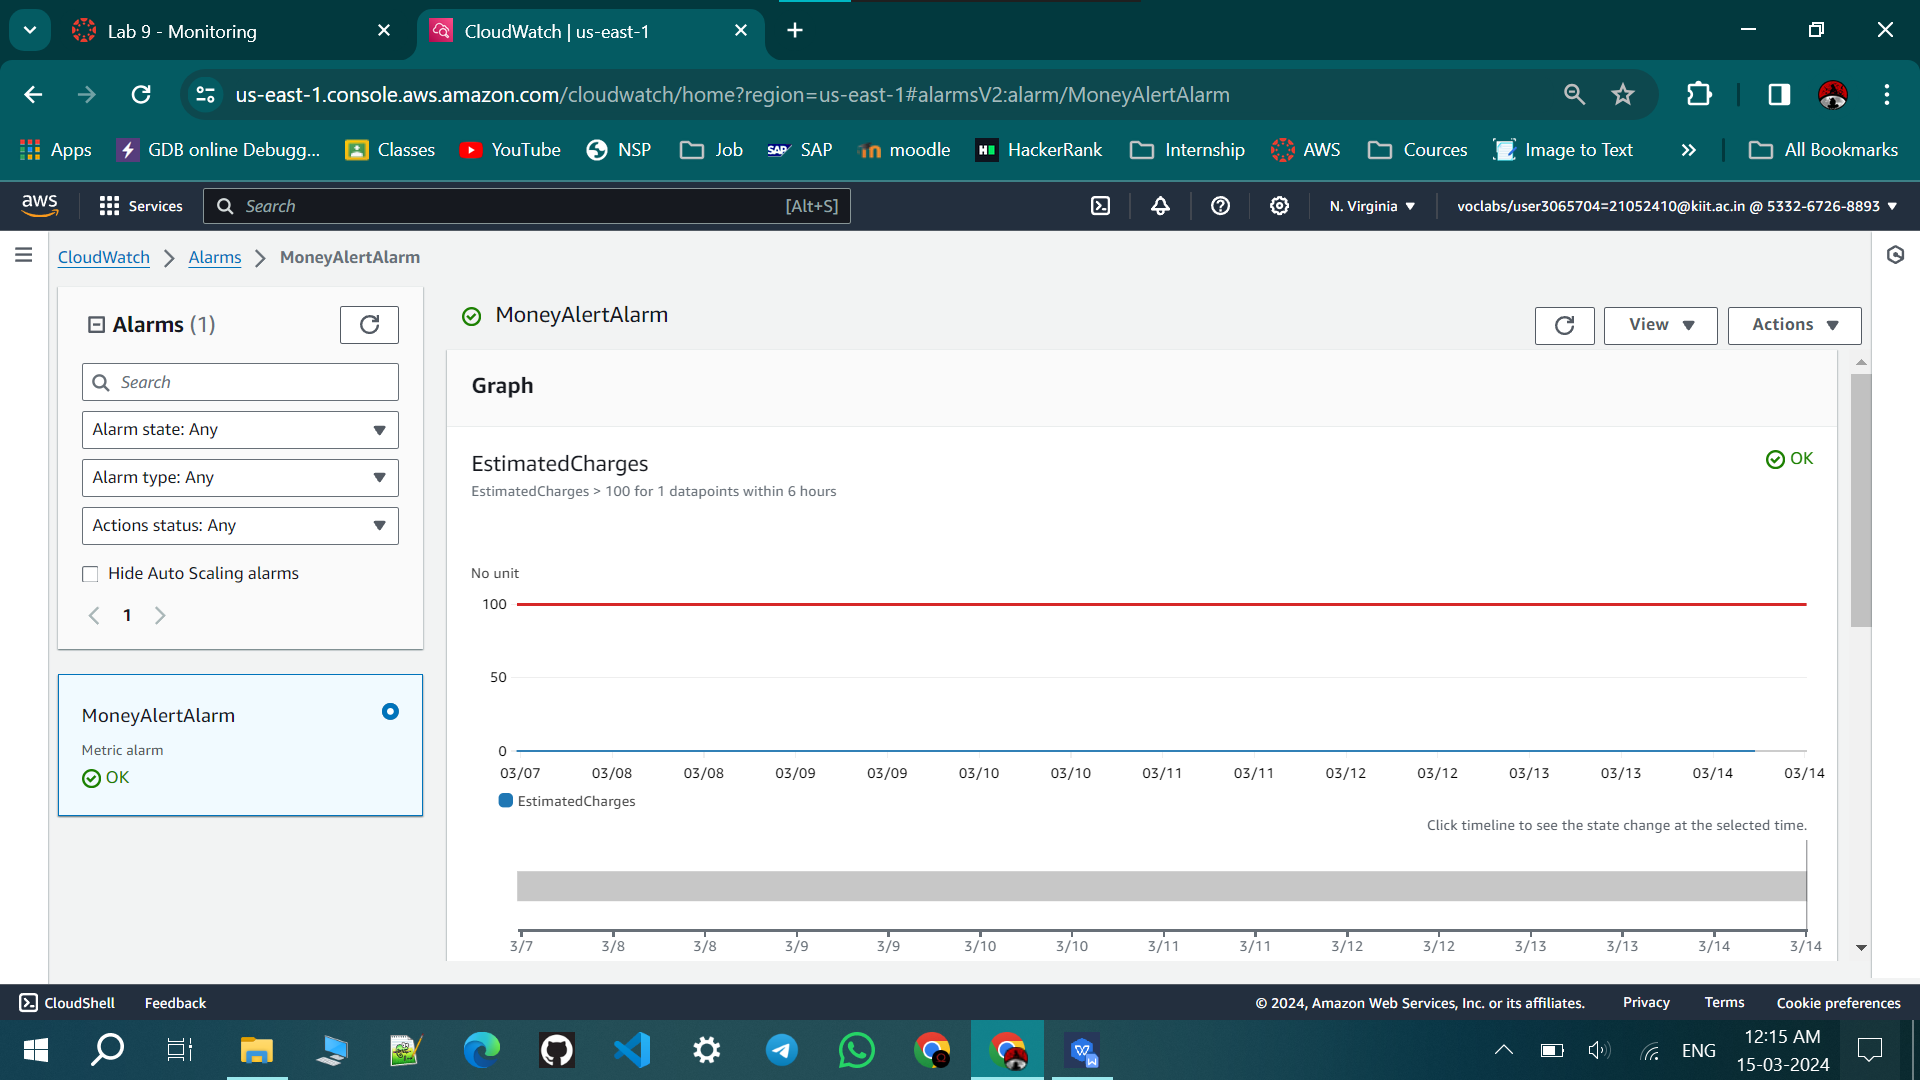 Lab 9 - Monitoring
CloudWatch | us-east-1
us-east-1.console.aws.amazon.com/cloudwatch/home?region=us-east-1#alarmsV2:alarm/MoneyAlertAlarm
Apps
GDB online Debugg...
Classes
YouTube
NSP
Job
SAP SAP
moodle
HackerRank
Internship
AWS
Cources
Image to Text
All Bookmarks
aws
Services
Search
[Alt+S]
N. Virginia
voclabs/user3065704=21052410@kiit.ac.in @ 5332-6726-8893
CloudWatch
Alarms
MoneyAlertAlarm
Alarms (1)
Search
Alarm state: Any
Alarm type: Any
Actions status: Any
Hide Auto Scaling alarms
1
MoneyAlertAlarm
Metric alarm
OK
MoneyAlertAlarm
View
Actions
Graph
EstimatedCharges
OK
EstimatedCharges > 100 for 1 datapoints within 6 hours
No unit
100
50
0
03/07 03/08 03/08 03/09 03/09 03/10 03/10 03/11 03/11 03/12 03/12 03/13 03/13 03/14 03/14
EstimatedCharges
Click timeline to see the state change at the selected time.
3/7 3/8 3/8 3/9 3/9 3/10 3/10 3/11 3/11 3/12 3/12 3/13 3/13 3/14 3/14
CloudShell
Feedback
© 2024, Amazon Web Services, Inc. or its affiliates.
Privacy
Terms
Cookie preferences
ENG
12:15 AM
15-03-2024